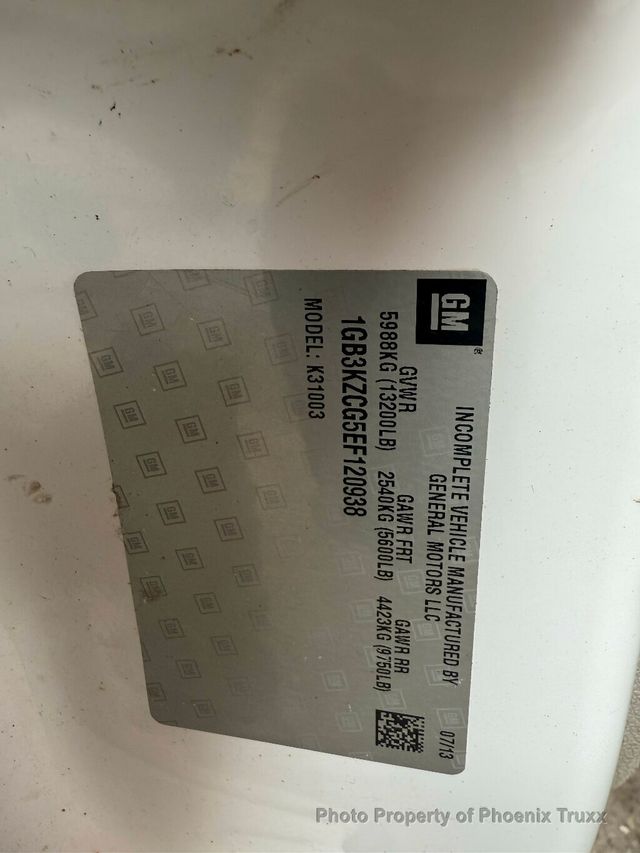 GM
INCOMPLETE VEHICLE MANUFACTURED BY
GENERAL MOTORS LLC
07/13
GVWR GAWR FRT GAWR RR
5988KG (13200LB) 2540KG (5600LB) 4423KG (9750LB)
1GB3KZCG5EF120938
MODEL: K31003
Photo Property of Phoenix Truxx